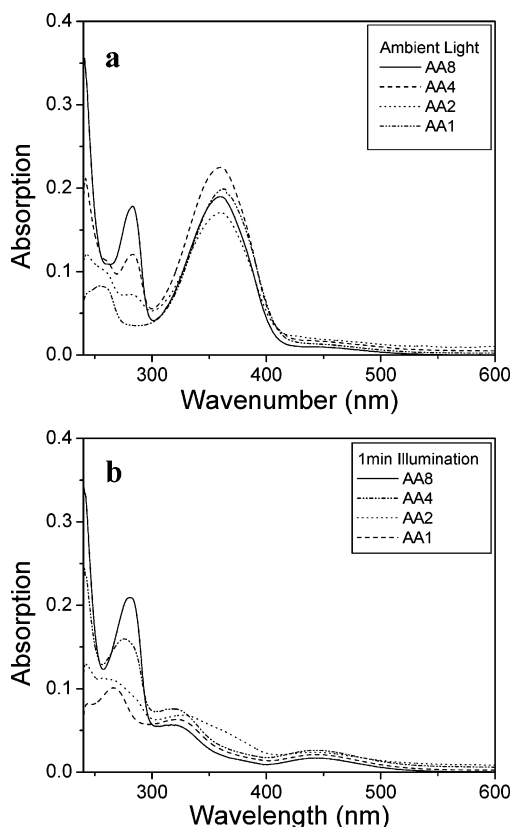 0.4
0.3
0.2
0.1
0.0
Absorption
a
Ambient Light
AA8
AA4
AA2
AA1
300
400
500
600
Wavenumber (nm)
0.4
0.3
0.2
0.1
0.0
Absorption
b
1min Illumination
AA8
AA4
AA2
AA1
300
400
500
600
Wavelength (nm)